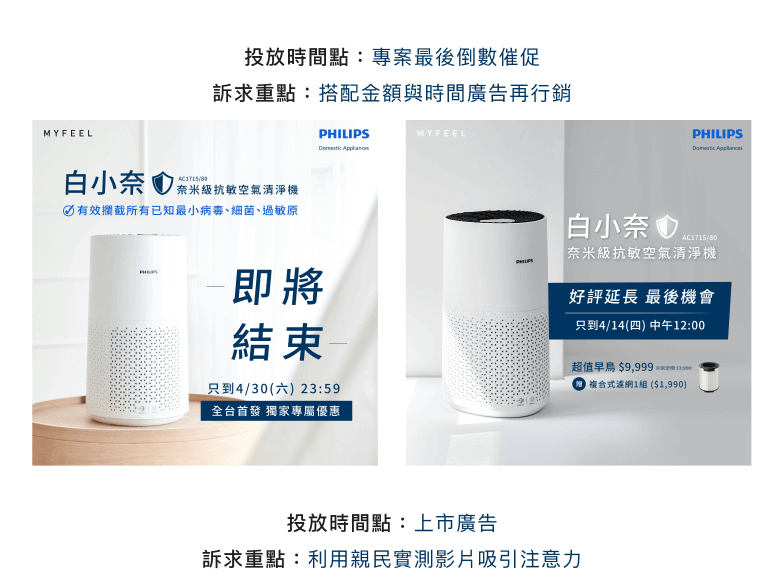 投放時間點：專案最後倒數催促
訴求重點：搭配金額與時間廣告再行銷
MYFEEL
PHILIPS
Domestic Appliances
白小奈
AC1715/80
奈米級抗敏空氣清淨機
有效攔截所有已知最小病毒、細菌、過敏原
PHILIPS
即將
結束
只到4/30(六) 23:59
全台首發 獨家專屬優惠
MYFEEL
PHILIPS
Domestic Appliances
白小奈
AC1715/80
奈米級抗敏空氣清淨機
PHILIPS
好評延長 最後機會
只到4/14(四) 中午12:00
超值早鳥 $9,999
贈 複合式濾網1組 ($1,990)
投放時間點：上市廣告
訴求重點：利用親民實測影片吸引注意力